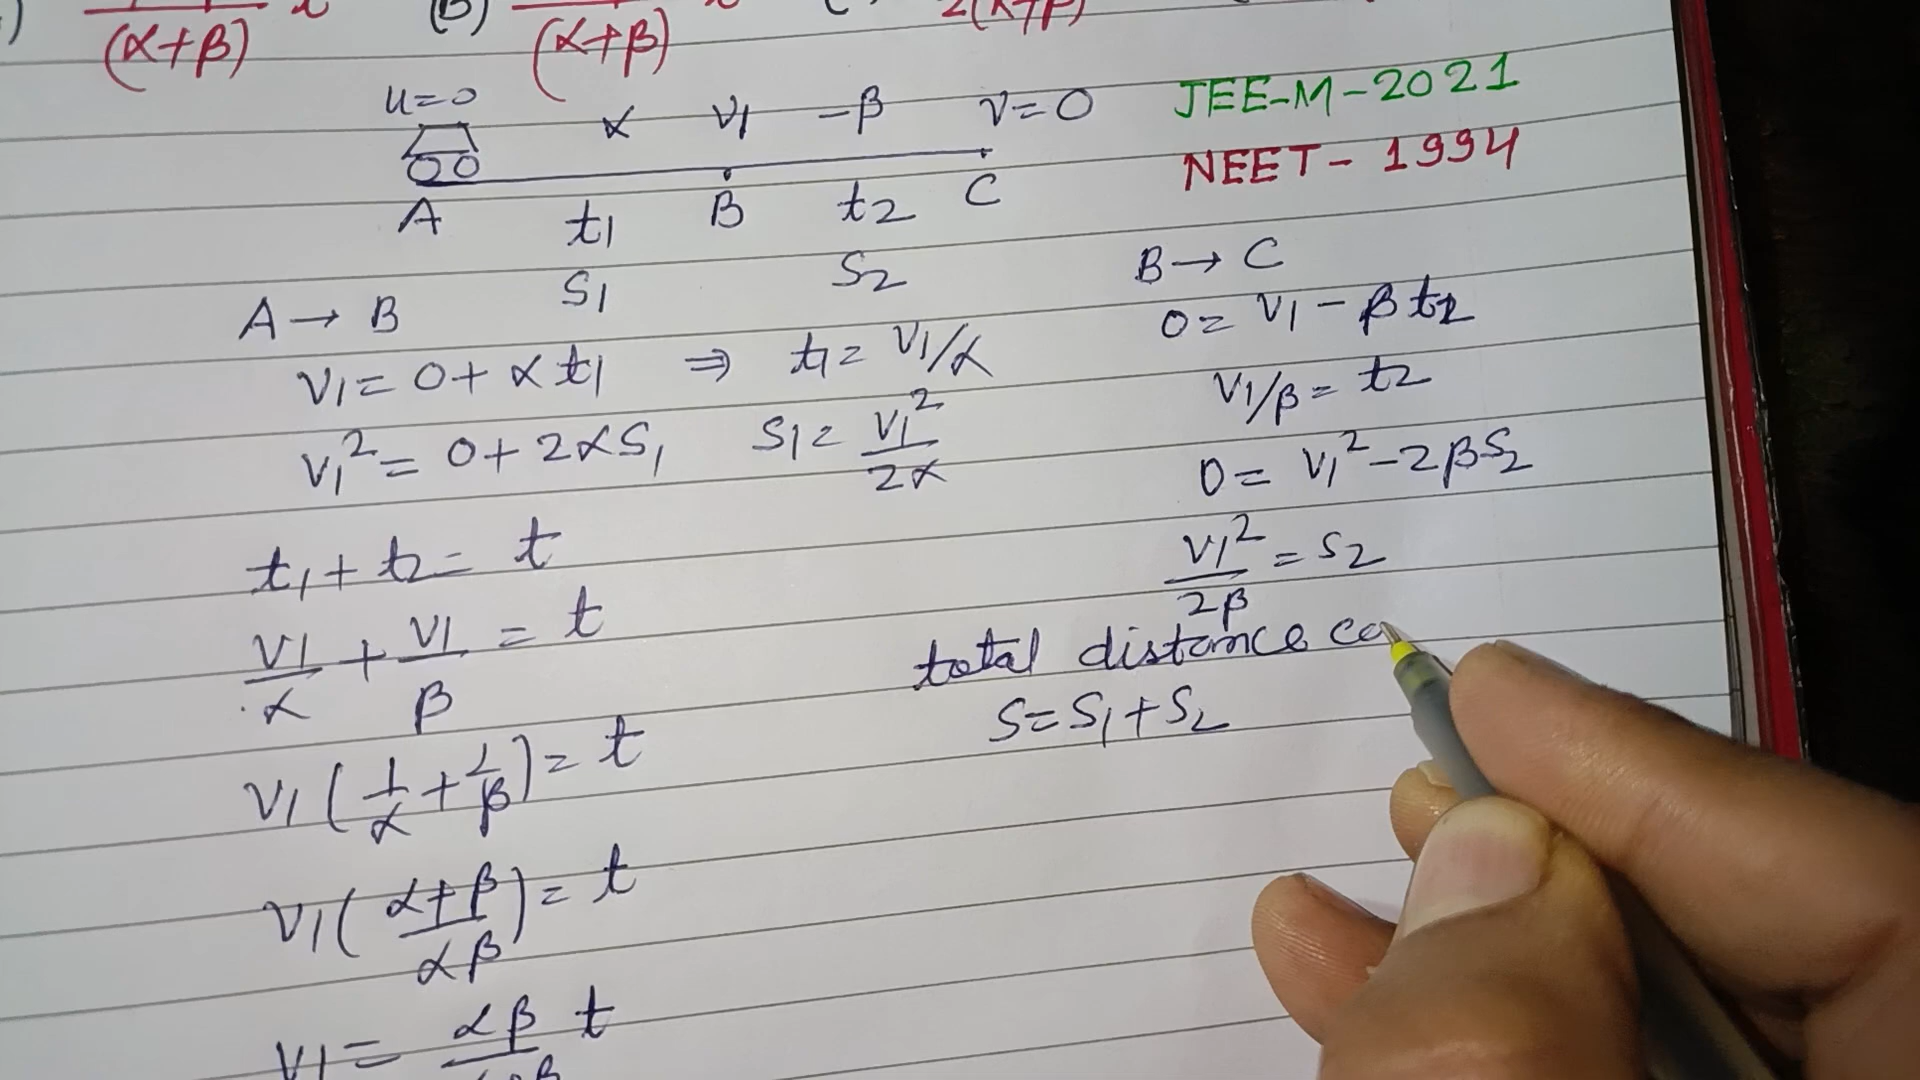 (α+β) (B) (α+β) 2(α+β)
u=0 α v1 -β v=0 JEE-M-2021
NEET-1994
A t1 B t2 C
S1 S2
A→B
v1=0+αt1 ⇒ t1=v1/α
v1²=0+2αS1 S1=v1²/2α
t1+t2=t
v1/α+v1/β=t
v1(1/α+1/β)=t
v1(α+β/αβ)=t
v1=αβ t
B→C
0=v1-βt2
v1/β=t2
0=v1²-2βS2
v1²/2β=S2
total distance co
S=S1+S2